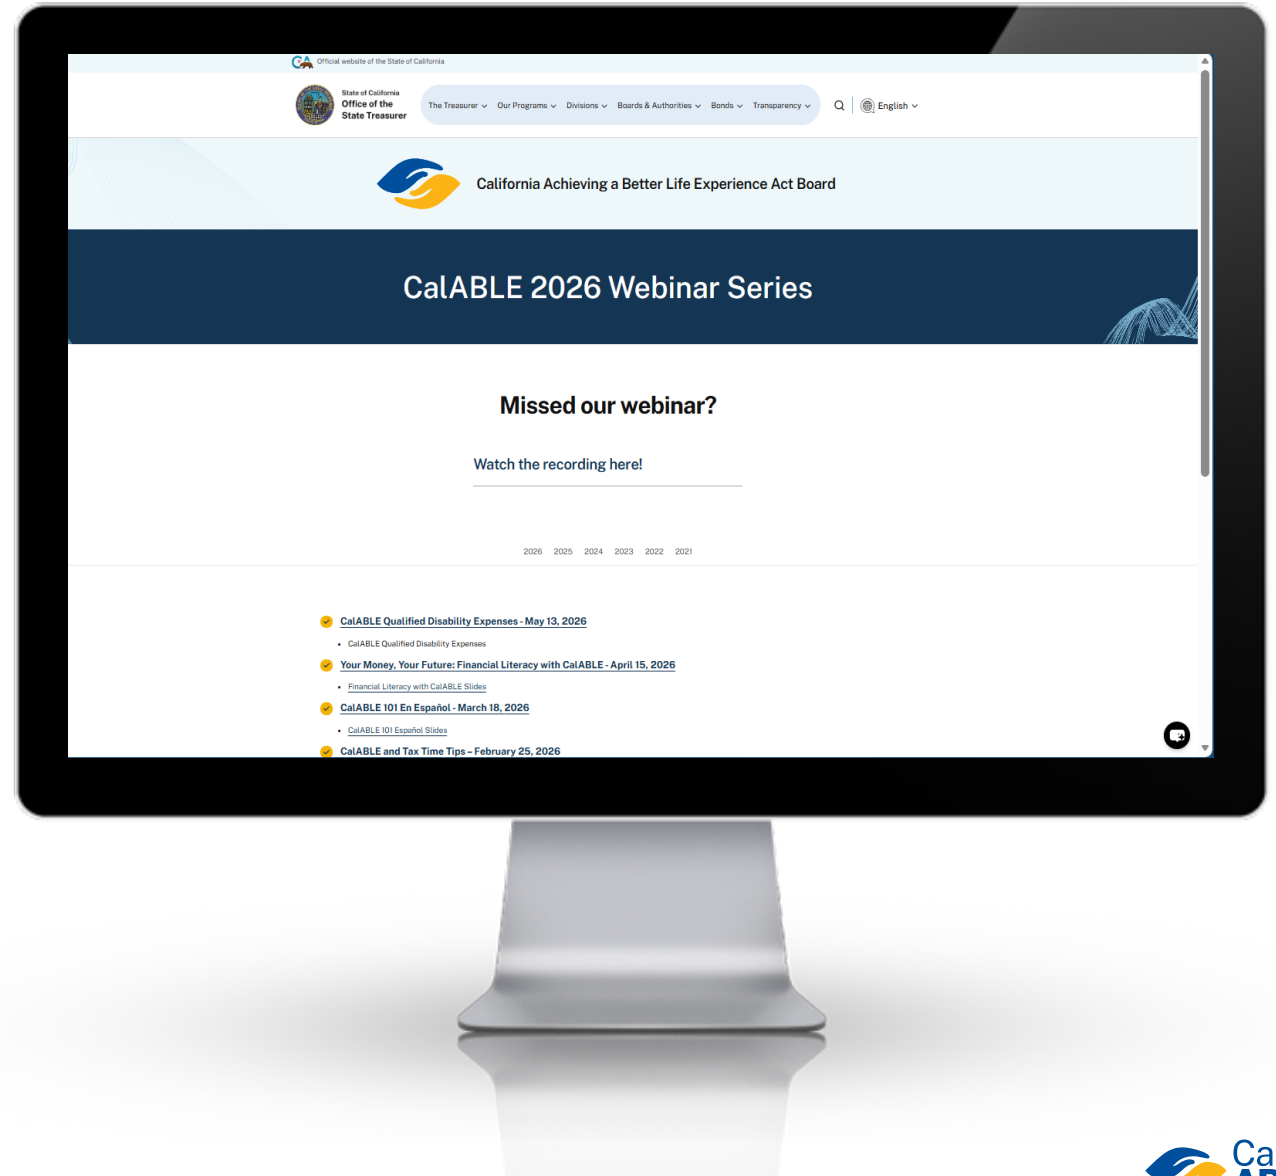 Official website of the State of California
State of California
Office of the
State Treasurer
The Treasurer
Our Programs
Divisions
Boards & Authorities
Bonds
Transparency
English
California Achieving a Better Life Experience Act Board
CalABLE 2026 Webinar Series
Missed our webinar?
Watch the recording here!
2026 2025 2024 2023 2022 2021
CalABLE Qualified Disability Expenses - May 13, 2026
• CalABLE Qualified Disability Expenses
Your Money, Your Future: Financial Literacy with CalABLE - April 15, 2026
• Financial Literacy with CalABLE Slides
CalABLE 101 En Español - March 18, 2026
• CalABLE 101 Español Slides
CalABLE and Tax Time Tips – February 25, 2026
Ca